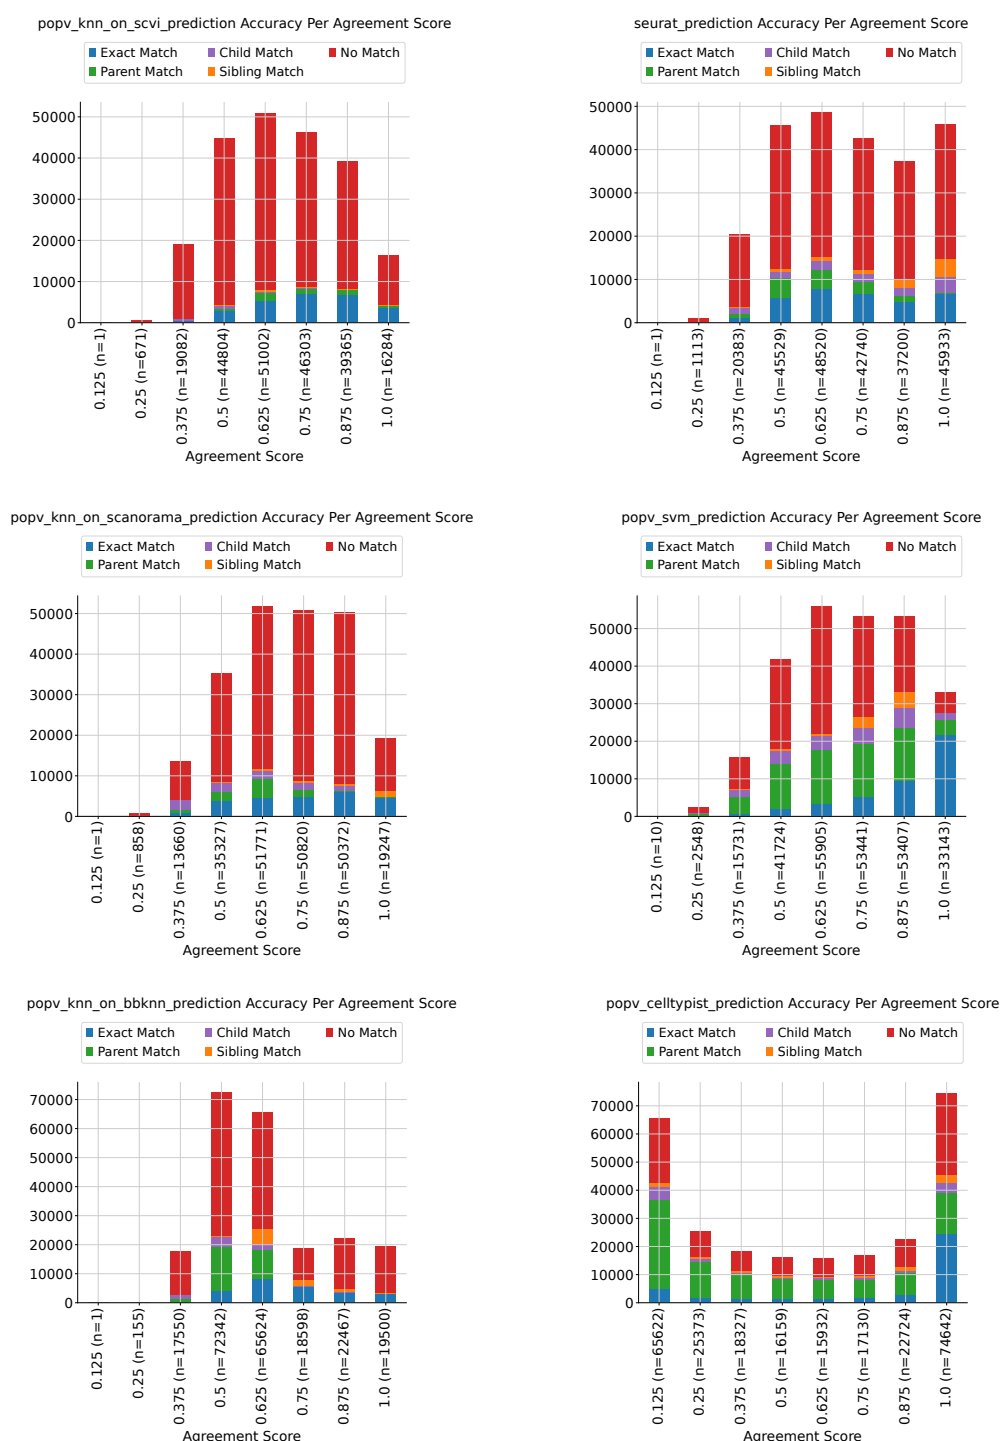 popv_knn_on_scvi_prediction Accuracy Per Agreement Score
Exact Match
Child Match
No Match
Parent Match
Sibling Match
50000
40000
30000
20000
10000
0
0.125 (n=1)
0.25 (n=671)
0.375 (n=19082)
0.5 (n=44804)
0.625 (n=51002)
0.75 (n=46303)
0.875 (n=39365)
1.0 (n=16284)
Agreement Score
seurat_prediction Accuracy Per Agreement Score
Exact Match
Child Match
No Match
Parent Match
Sibling Match
50000
40000
30000
20000
10000
0
0.125 (n=1)
0.25 (n=1113)
0.375 (n=20383)
0.5 (n=45529)
0.625 (n=48520)
0.75 (n=42740)
0.875 (n=37200)
1.0 (n=45933)
Agreement Score
popv_knn_on_scanorama_prediction Accuracy Per Agreement Score
Exact Match
Child Match
No Match
Parent Match
Sibling Match
50000
40000
30000
20000
10000
0
0.125 (n=1)
0.25 (n=858)
0.375 (n=13660)
0.5 (n=35327)
0.625 (n=51771)
0.75 (n=50820)
0.875 (n=50372)
1.0 (n=19247)
Agreement Score
popv_svm_prediction Accuracy Per Agreement Score
Exact Match
Child Match
No Match
Parent Match
Sibling Match
50000
40000
30000
20000
10000
0
0.125 (n=10)
0.25 (n=2548)
0.375 (n=15731)
0.5 (n=41724)
0.625 (n=55905)
0.75 (n=53441)
0.875 (n=53407)
1.0 (n=33143)
Agreement Score
popv_knn_on_bbknn_prediction Accuracy Per Agreement Score
Exact Match
Child Match
No Match
Parent Match
Sibling Match
70000
60000
50000
40000
30000
20000
10000
0
0.125 (n=1)
0.25 (n=155)
0.375 (n=17550)
0.5 (n=72342)
0.625 (n=65624)
0.75 (n=18598)
0.875 (n=22467)
1.0 (n=19500)
Agreement Score
popv_celltypist_prediction Accuracy Per Agreement Score
Exact Match
Child Match
No Match
Parent Match
Sibling Match
70000
60000
50000
40000
30000
20000
10000
0
0.125 (n=65622)
0.25 (n=25373)
0.375 (n=18327)
0.5 (n=16159)
0.625 (n=15932)
0.75 (n=17130)
0.875 (n=22724)
1.0 (n=74642)
Agreement Score